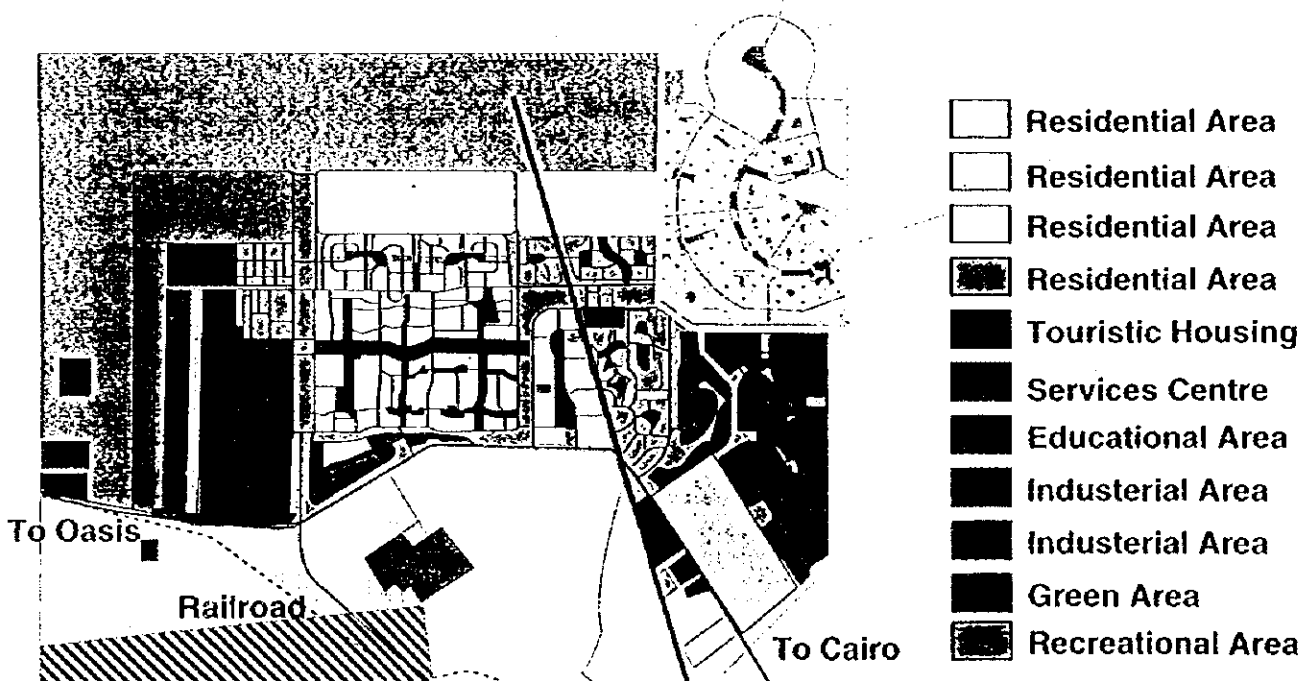 Residential Area
Residential Area
Residential Area
Residential Area
Touristic Housing
Services Centre
Educational Area
Industerial Area
Industerial Area
Green Area
Recreational Area
To Oasis
Railroad
To Cairo